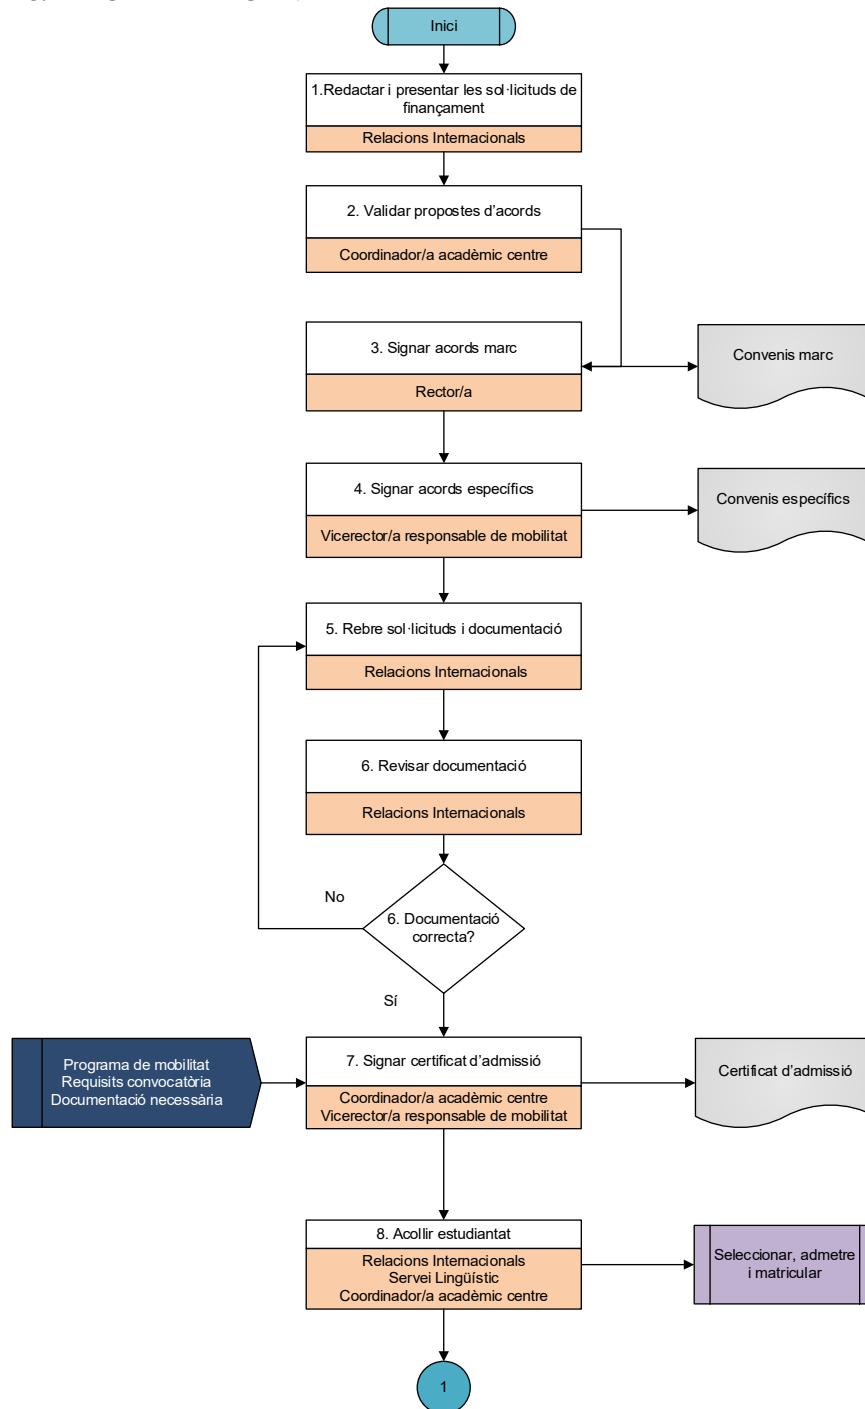 Inici
1.Redactar i presentar les sol·licituds de
finançament
Relacions Internacionals
2. Validar propostes d'acords
Coordinador/a acadèmic centre
3. Signar acords marc
Rector/a
Convenis marc
4. Signar acords específics
Vicerector/a responsable de mobilitat
Convenis específics
5. Rebre sol·licituds i documentació
Relacions Internacionals
6. Revisar documentació
Relacions Internacionals
No
6. Documentació
correcta?
Sí
Programa de mobilitat
Requisits convocatòria
Documentació necessària
7. Signar certificat d'admissió
Coordinador/a acadèmic centre
Vicerector/a responsable de mobilitat
Certificat d'admissió
8. Acollir estudiantat
Relacions Internacionals
Servei Lingüístic
Coordinador/a acadèmic centre
Seleccionar, admetre
i matricular
1